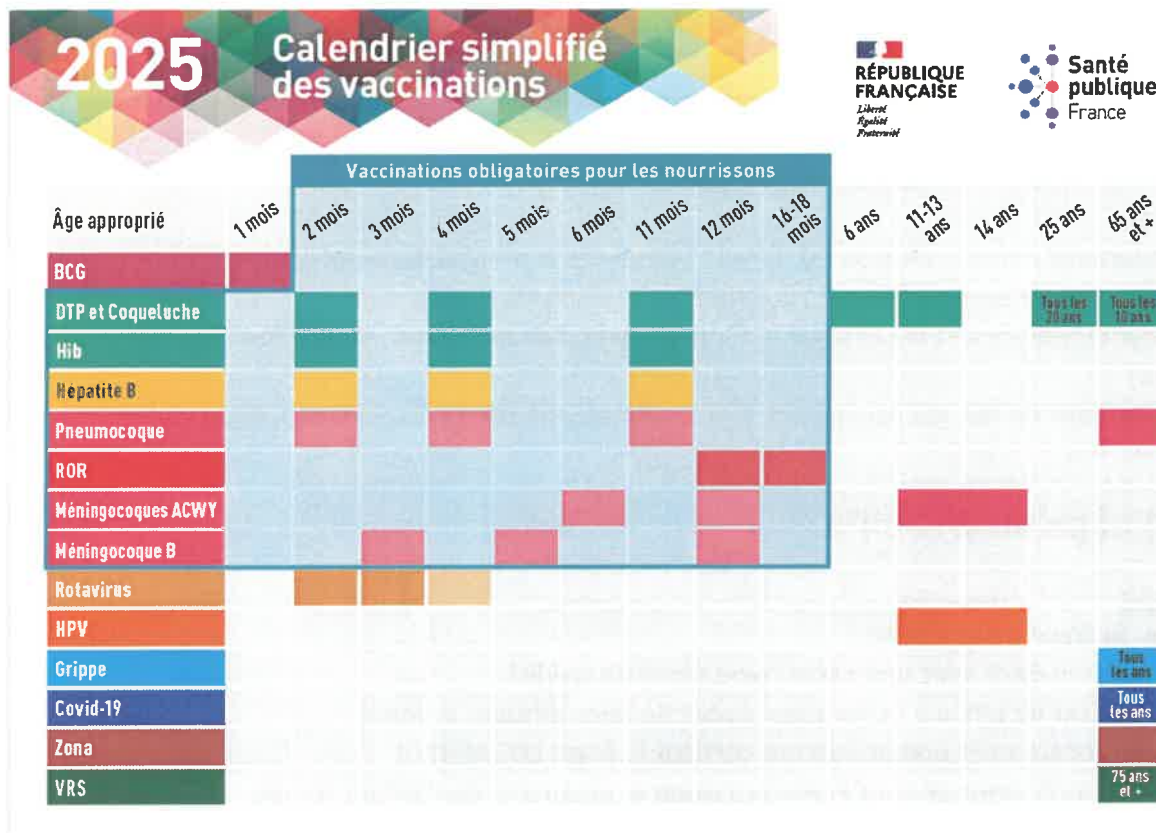 2025
Calendrier simplifié
des vaccinations
RÉPUBLIQUE
FRANÇAISE
Liberté
Égalité
Fraternité
Santé
publique
France
Vaccinations obligatoires pour les nourrissons
Âge approprié
1 mois
2 mois
3 mois
4 mois
5 mois
6 mois
11 mois
12 mois
16-18
mois
6 ans
11-13
ans
14 ans
25 ans
65 ans
et +
BCG
DTP et Coqueluche
Tous les
20 ans
Tous les
10 ans
Hib
Hépatite B
Pneumocoque
ROR
Méningocoques ACWY
Méningocoque B
Rotavirus
HPV
Grippe
Tous
les ans
Covid-19
Tous
les ans
Zona
VRS
75 ans
et +